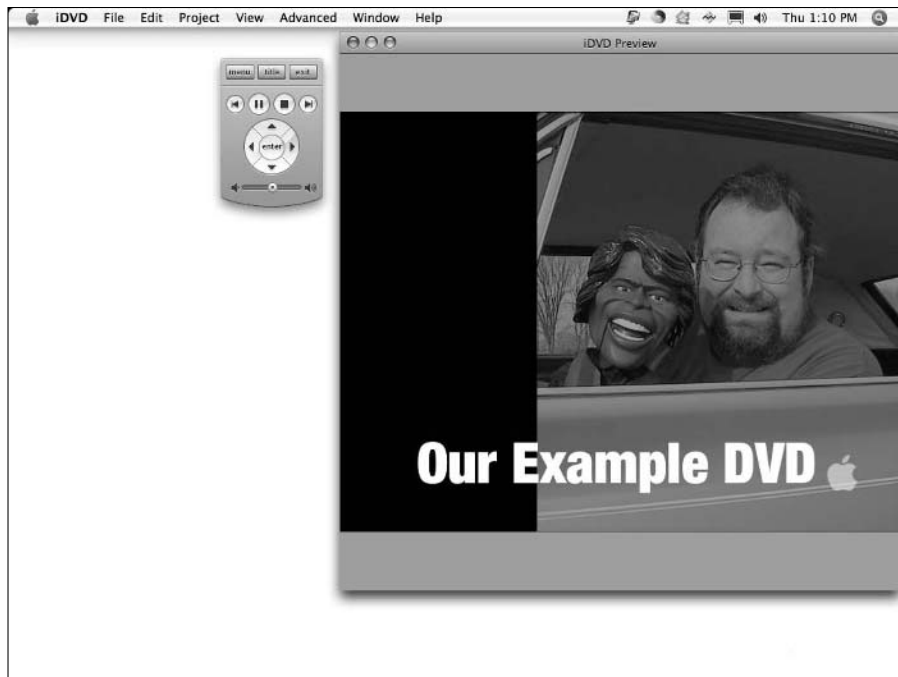 iDVD File Edit Project View Advanced Window Help Thu 1:10 PM
iDVD Preview
menu title exit
enter
Our Example DVD